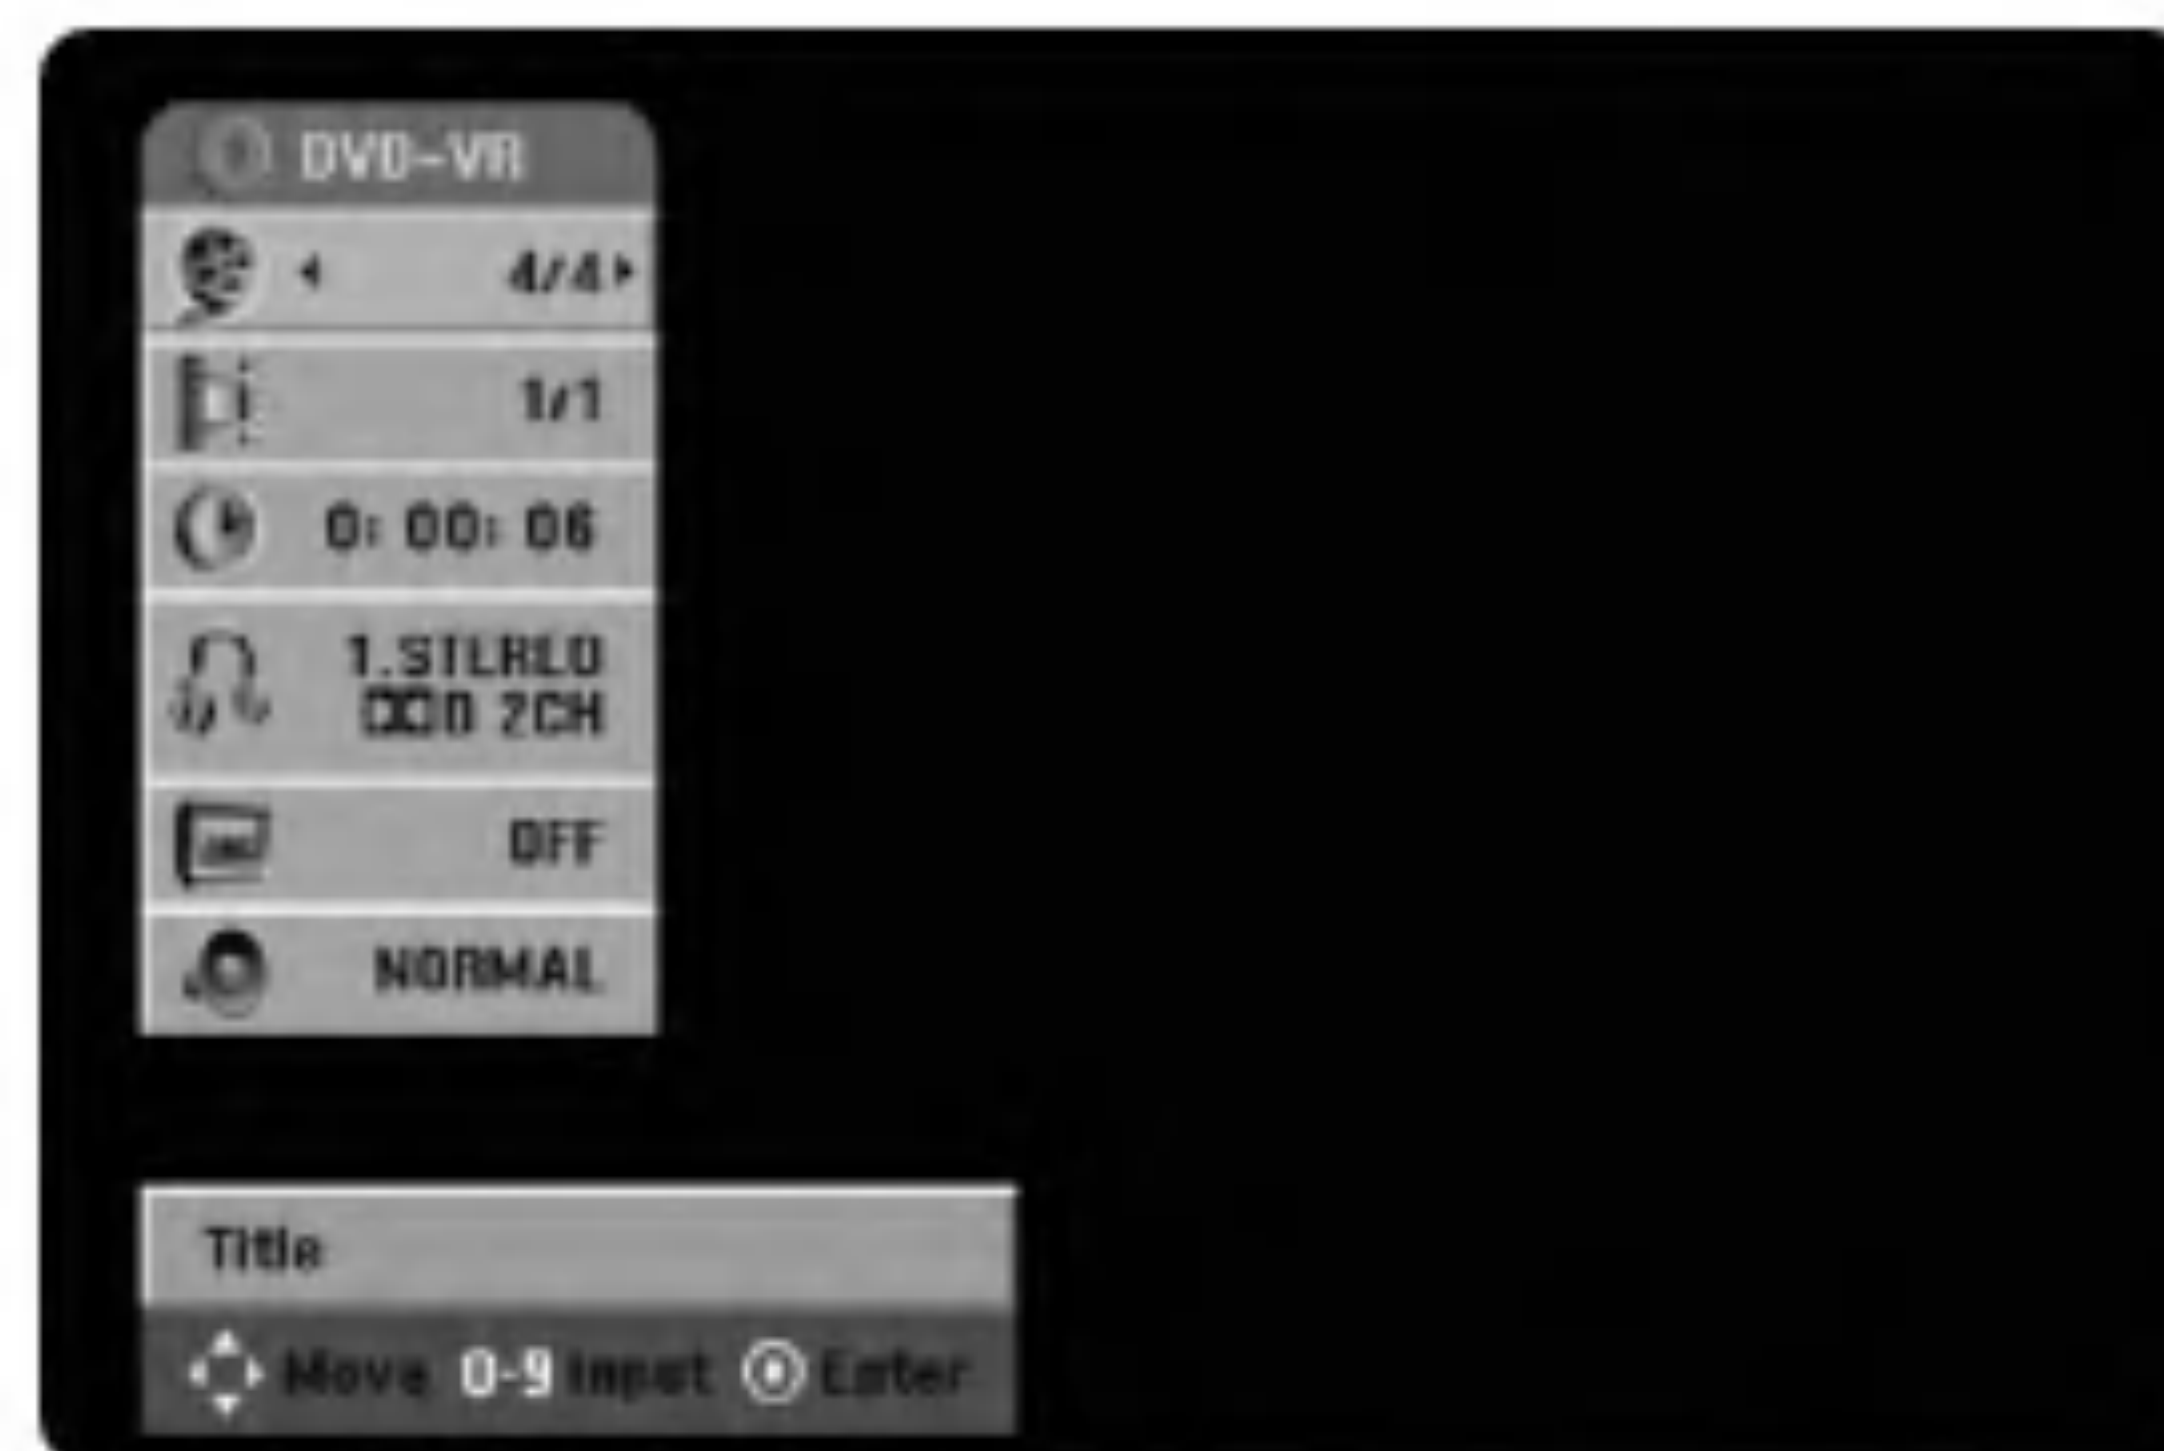 DVD-VR
4/4
1/1
0: 00: 06
1.STEREO
D 2CH
OFF
NORMAL
Title
Move 0-9 Input Enter